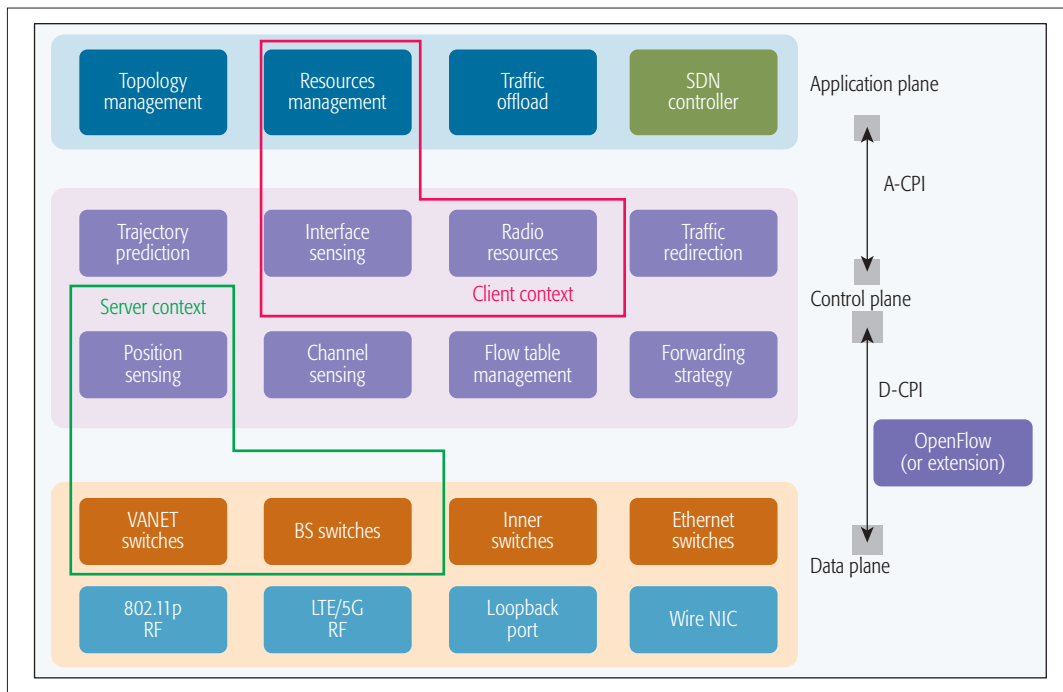 Topology
management
Resources
management
Traffic
offload
SDN
controller
Application plane
A-CPI
Trajectory
prediction
Interface
sensing
Radio
resources
Traffic
redirection
Server context
Client context
Control plane
Position
sensing
Channel
sensing
Flow table
management
Forwarding
strategy
D-CPI
OpenFlow
(or extension)
VANET
switches
BS switches
Inner
switches
Ethernet
switches
Data plane
802.11p
RF
LTE/5G
RF
Loopback
port
Wire NIC